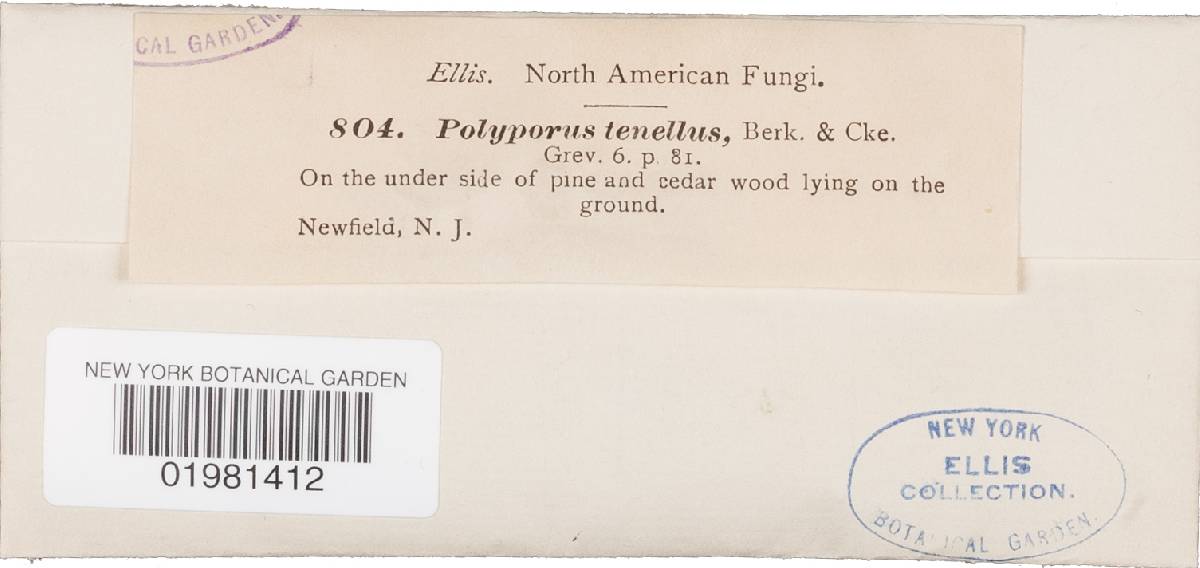 CAL GARDEN.
Ellis. North American Fungi.
804. Polyporus tenellus, Berk. & Cke.
Grev. 6. p. 81.
On the under side of pine and cedar wood lying on the
ground.
Newfield, N. J.
NEW YORK BOTANICAL GARDEN
01981412
NEW YORK
ELLIS
COLLECTION.
BOTANICAL GARDEN.